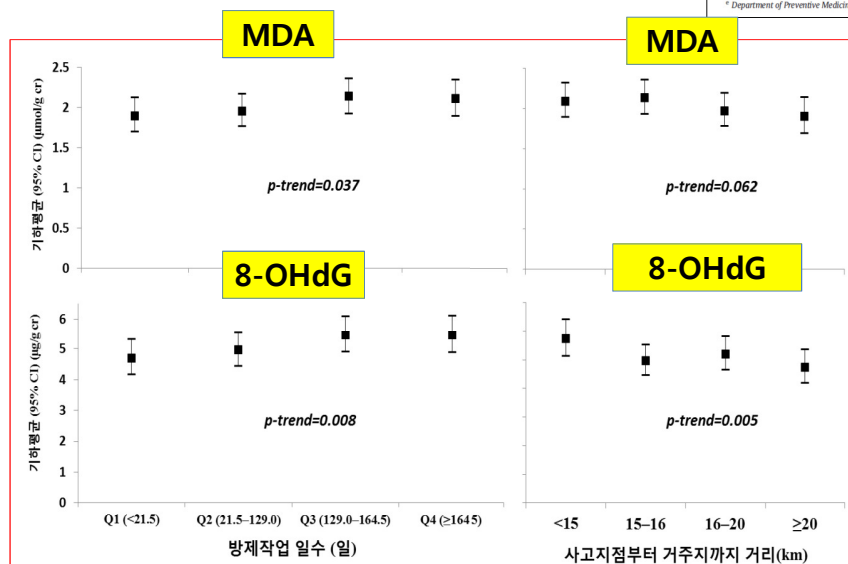 ᵉ Department of Preventive Medicin
MDA
MDA
기하평균 (95% CI) (μmol/g cr)
2.5
2
1.5
1
0.5
0
p-trend=0.037
p-trend=0.062
8-OHdG
8-OHdG
기하평균 (95% CI) (μg/g cr)
6
5
4
3
2
1
0
p-trend=0.008
p-trend=0.005
Q1 (<21.5)
Q2 (21.5–129.0)
Q3 (129.0–164.5)
Q4 (≥164 5)
<15
15–16
16–20
≥20
방제작업 일수 (일)
사고지점부터 거주지까지 거리(km)